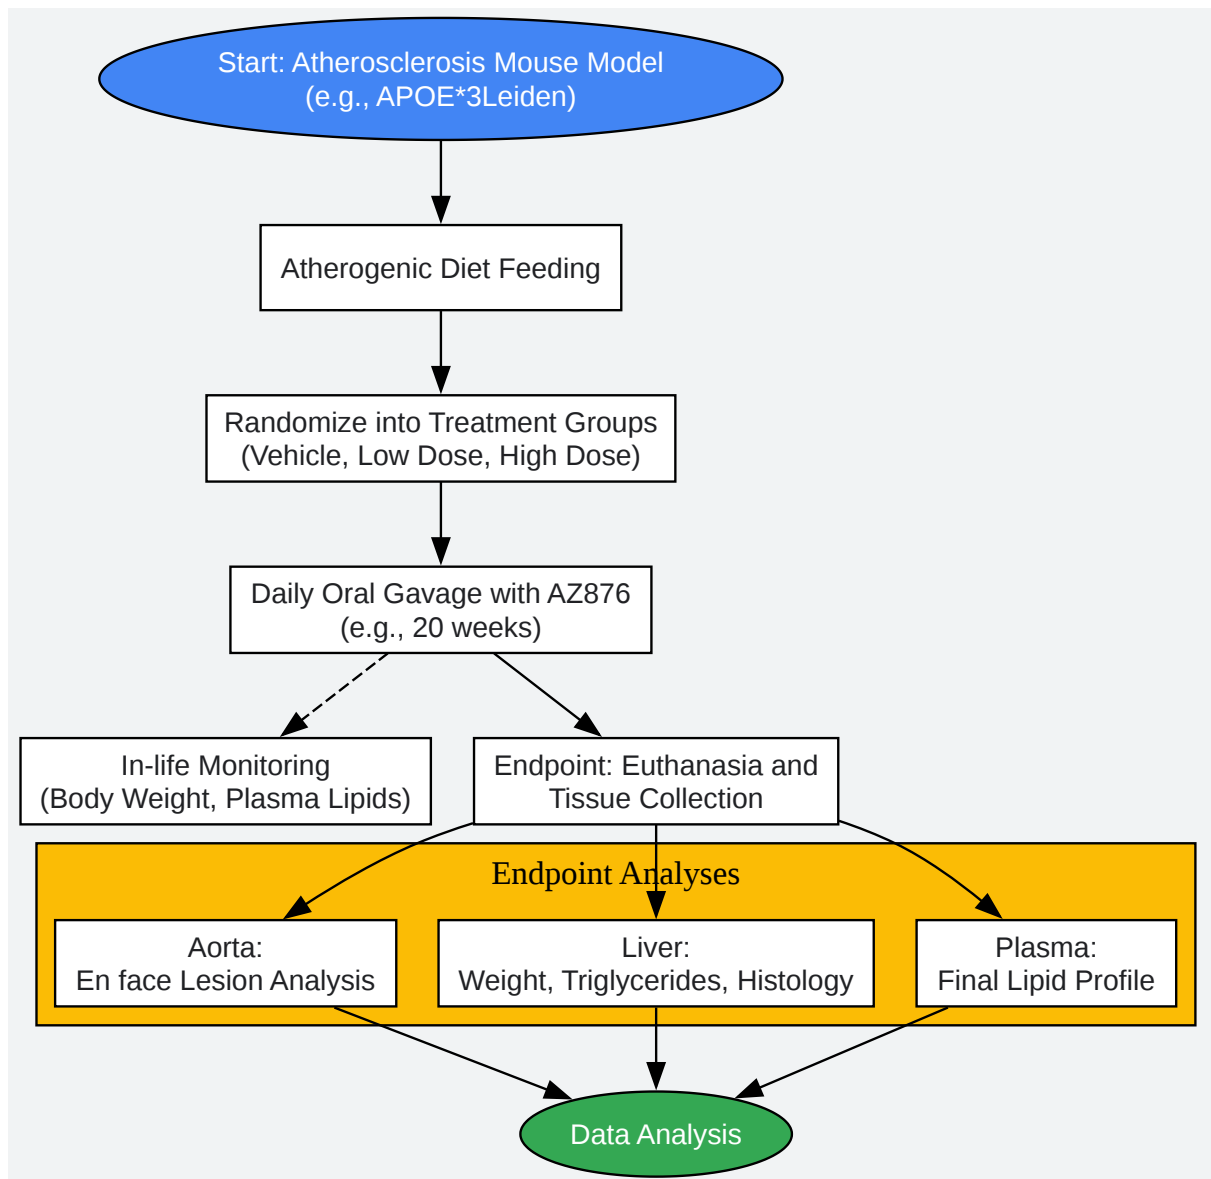 Start: Atherosclerosis Mouse Model
(e.g., APOE*3Leiden)
Atherogenic Diet Feeding
Randomize into Treatment Groups
(Vehicle, Low Dose, High Dose)
Daily Oral Gavage with AZ876
(e.g., 20 weeks)
In-life Monitoring
(Body Weight, Plasma Lipids)
Endpoint: Euthanasia and
Tissue Collection
Endpoint Analyses
Aorta:
En face Lesion Analysis
Liver:
Weight, Triglycerides, Histology
Plasma:
Final Lipid Profile
Data Analysis